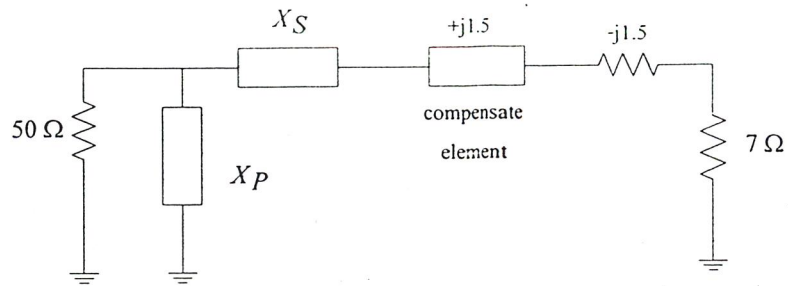 X_S
+j1.5
-j1.5
compensate
element
50 Ω
X_P
7 Ω